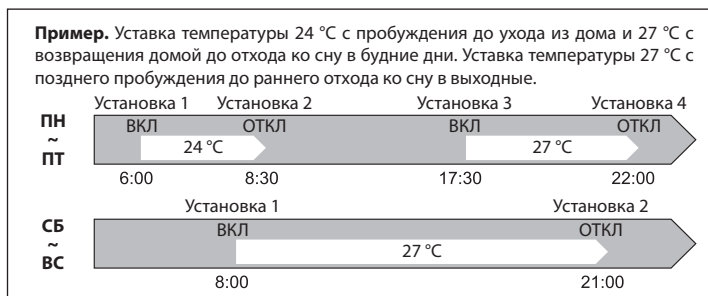 Пример. Уставка температуры 24 °C с пробуждения до ухода из дома и 27 °C с
возвращения домой до отхода ко сну в будние дни. Уставка температуры 27 °C с
позднего пробуждения до раннего отхода ко сну в выходные.
Установка 1 Установка 2 Установка 3 Установка 4
ПН
~
ПТ
ВКЛ ОТКЛ ВКЛ ОТКЛ
24 °C 27 °C
6:00 8:30 17:30 22:00
Установка 1 Установка 2
СБ
~
ВС
ВКЛ ОТКЛ
27 °C
8:00 21:00